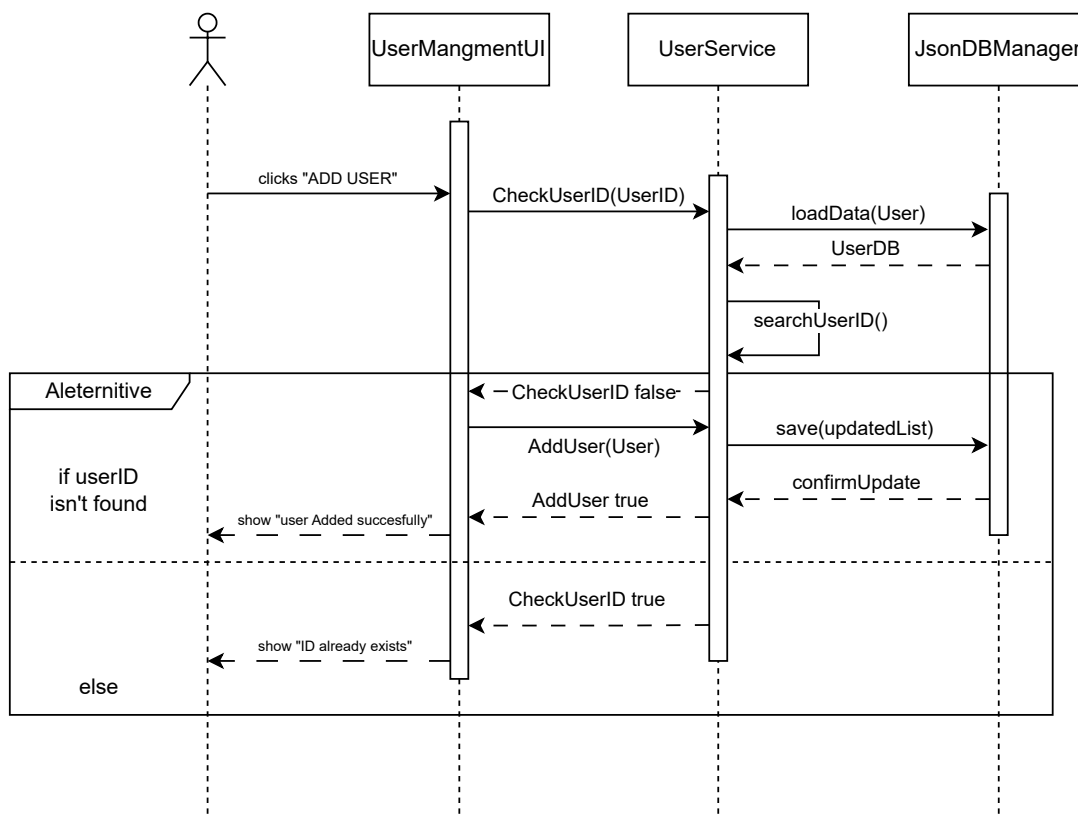 UserMangmentUI
UserService
JsonDBManager
clicks "ADD USER"
CheckUserID(UserID)
loadData(User)
UserDB
searchUserID()
Aleternitive
CheckUserID false
AddUser(User)
save(updatedList)
if userID
isn't found
confirmUpdate
AddUser true
show "user Added succesfully"
CheckUserID true
show "ID already exists"
else